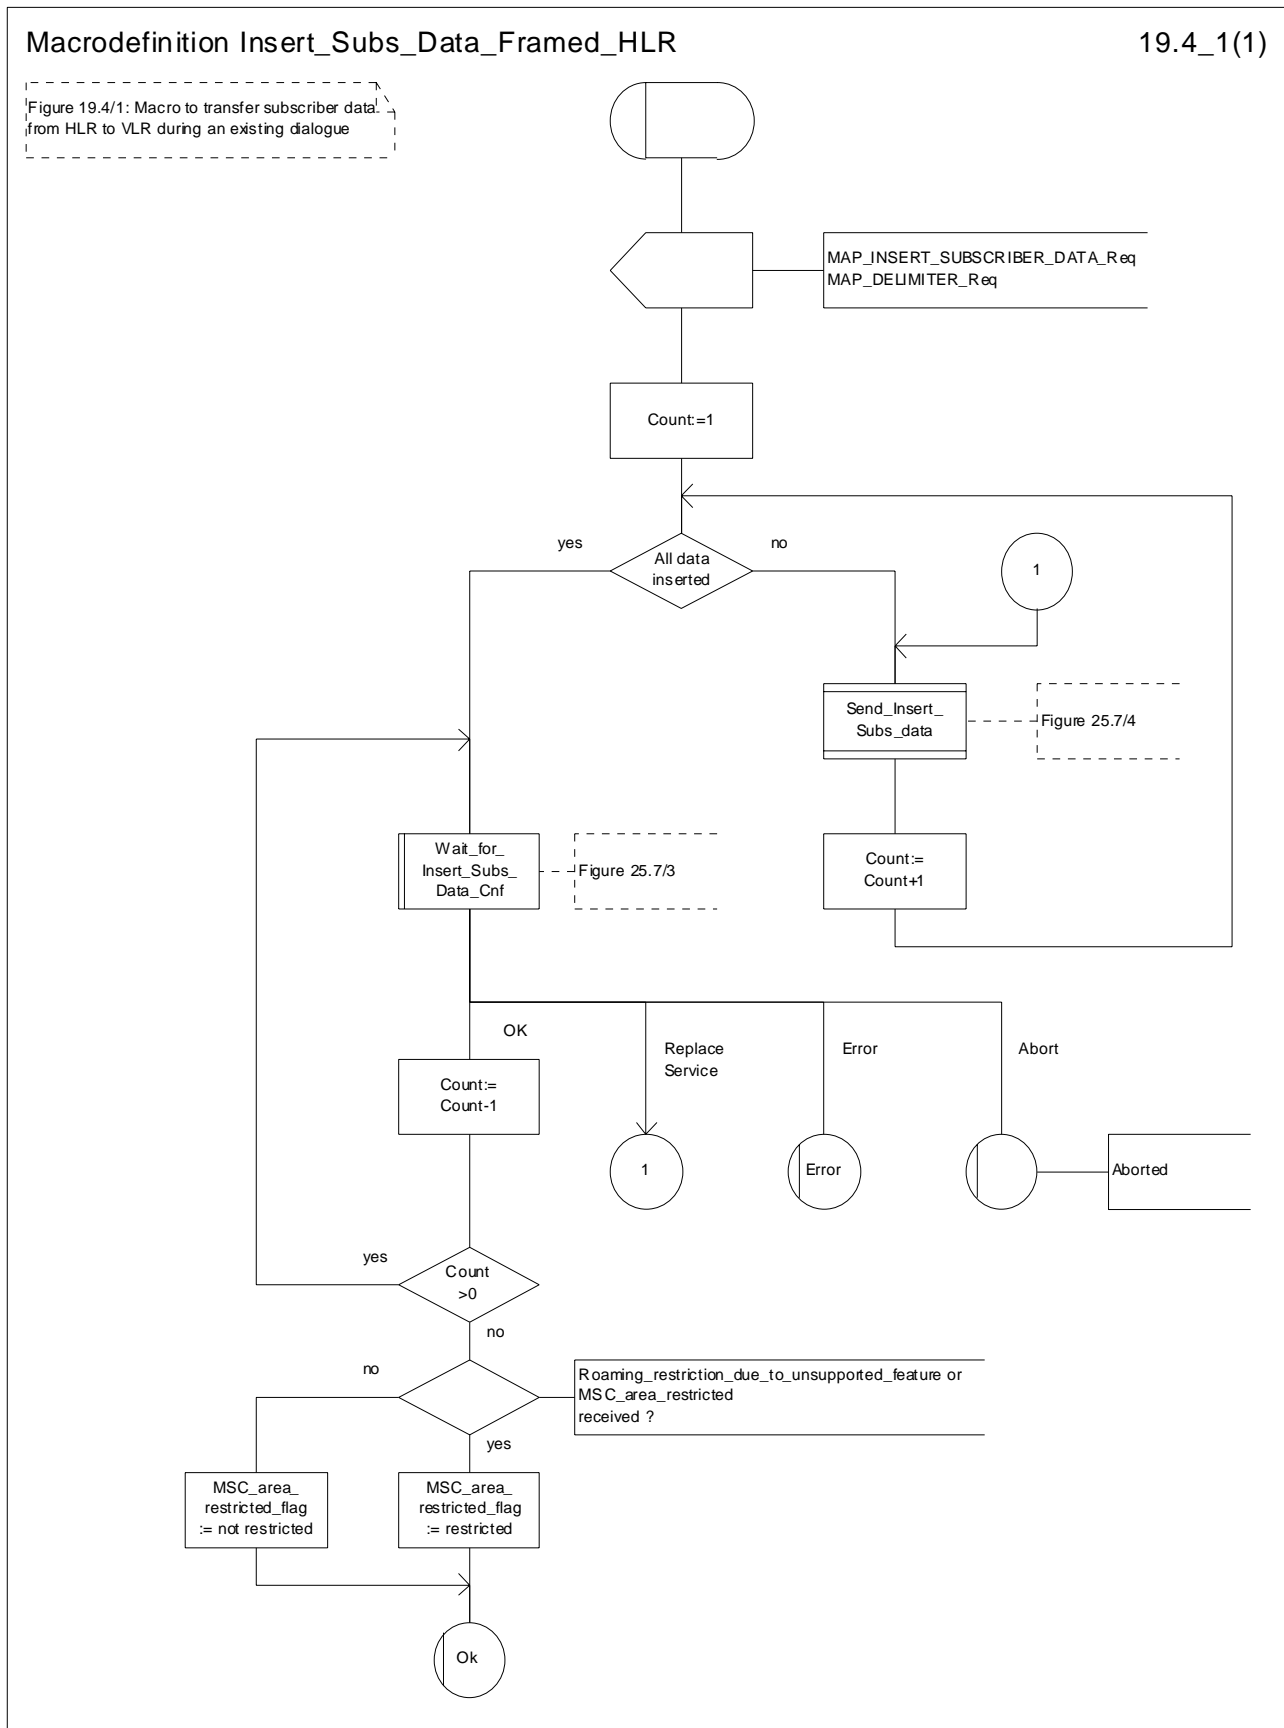 Macrodefinition Insert_Subs_Data_Framed_HLR
19.4_1(1)
Figure 19.4/1: Macro to transfer subscriber data
from HLR to VLR during an existing dialogue
MAP_INSERT_SUBSCRIBER_DATA_Req
MAP_DELIMITER_Req
Count:=1
yes
no
All data
inserted
1
Send_Insert_
Subs_data
Figure 25.7/4
Wait_for_
Insert_Subs_
Data_Cnf
Figure 25.7/3
Count:=
Count+1
OK
Replace
Service
Error
Abort
Count:=
Count-1
1
Error
Aborted
yes
Count
>0
no
no
Roaming_restriction_due_to_unsupported_feature or
MSC_area_restricted
received ?
yes
MSC_area_
restricted_flag
:= not restricted
MSC_area_
restricted_flag
:= restricted
Ok